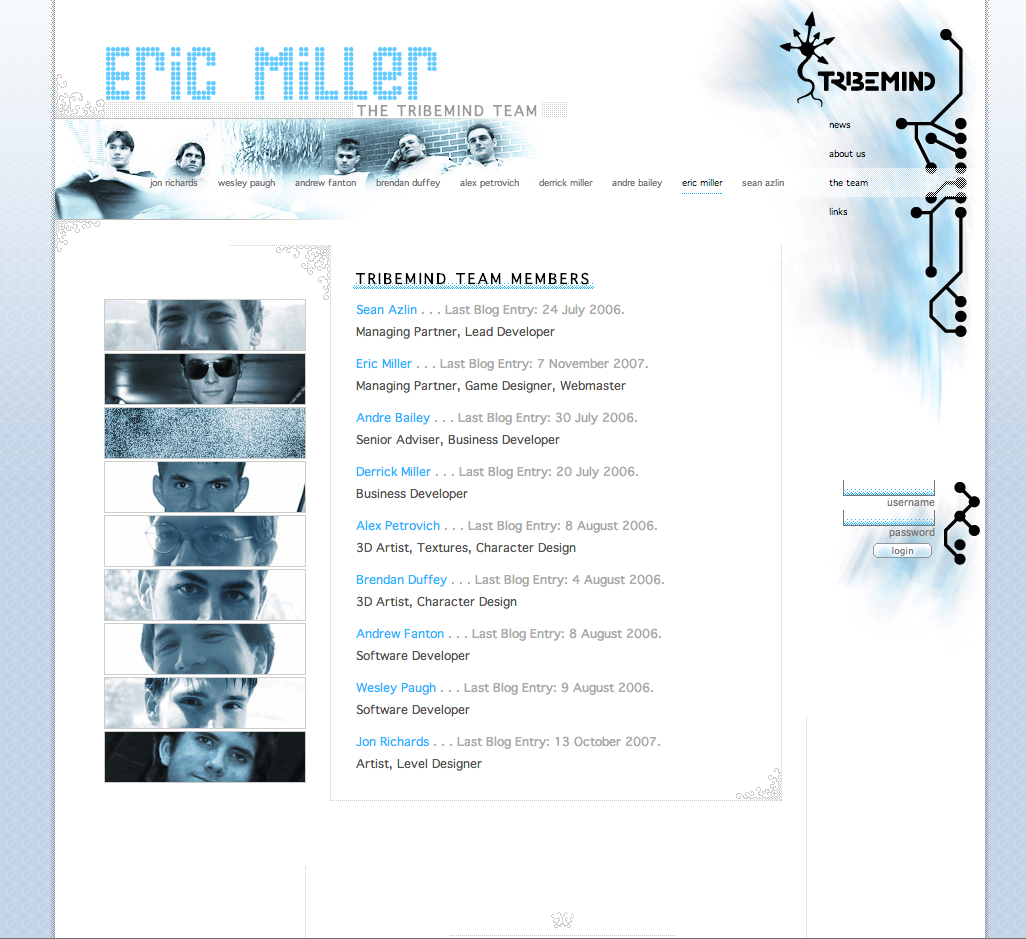 Eric Miller
THE TRIBEMIND TEAM
TRIBEMIND
news
about us
the team
links
jon richards wesley paugh andrew fanton brendan duffey alex petrovich derrick miller andre bailey eric miller sean azlin
TRIBEMIND TEAM MEMBERS
Sean Azlin . . . Last Blog Entry: 24 July 2006.
Managing Partner, Lead Developer
Eric Miller . . . Last Blog Entry: 7 November 2007.
Managing Partner, Game Designer, Webmaster
Andre Bailey . . . Last Blog Entry: 30 July 2006.
Senior Adviser, Business Developer
Derrick Miller . . . Last Blog Entry: 20 July 2006.
Business Developer
Alex Petrovich . . . Last Blog Entry: 8 August 2006.
3D Artist, Textures, Character Design
Brendan Duffey . . . Last Blog Entry: 4 August 2006.
3D Artist, Character Design
Andrew Fanton . . . Last Blog Entry: 8 August 2006.
Software Developer
Wesley Paugh . . . Last Blog Entry: 9 August 2006.
Software Developer
Jon Richards . . . Last Blog Entry: 13 October 2007.
Artist, Level Designer
username
password
login